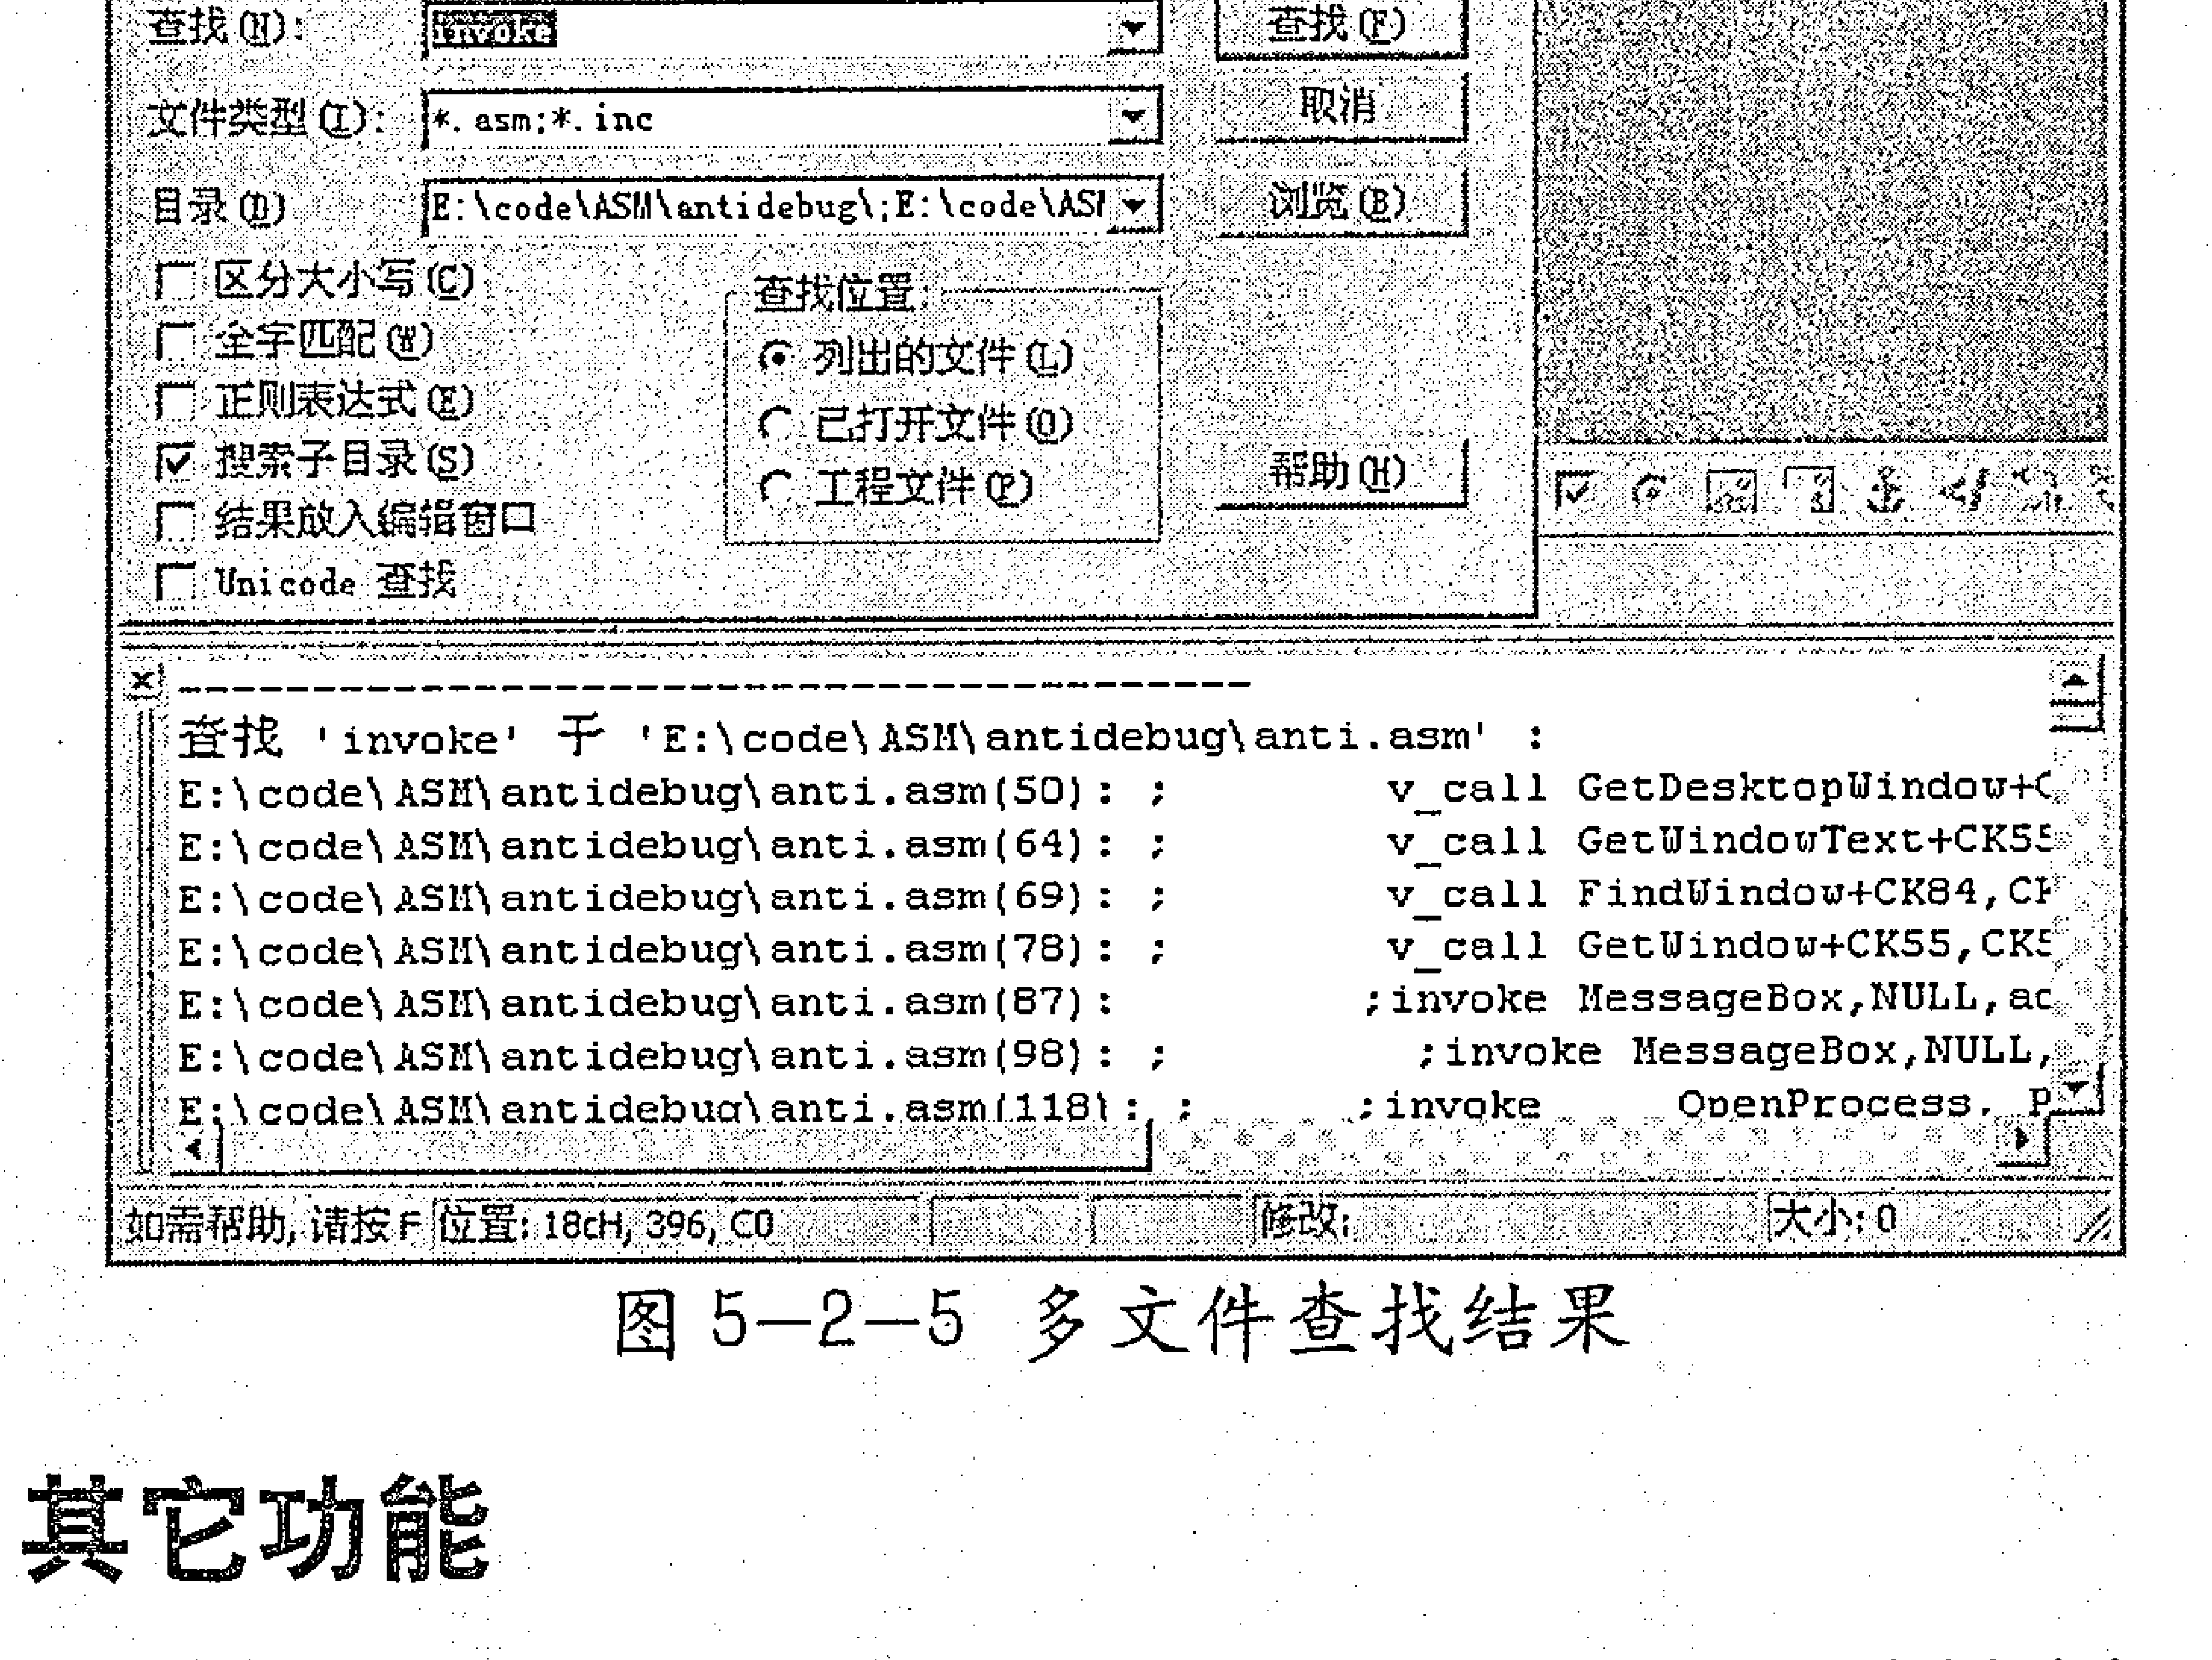 查找(N): invoke 查找(F)
文件类型(T): *.asm;*.inc 取消
目录(D) E:\code\ASM\antidebug\;E:\code\ASM 浏览(B)
区分大小写(C)
全字匹配(W)
正则表达式(E)
搜索子目录(S)
结果放入编辑窗口
Unicode 查找
查找位置:
列出的文件(L)
已打开文件(O)
工程文件(P)
帮助(H)
查找 'invoke' 于 'E:\code\ASM\antidebug\anti.asm' :
E:\code\ASM\antidebug\anti.asm(50): ; v_call GetDesktopWindow+C
E:\code\ASM\antidebug\anti.asm(64): ; v_call GetWindowText+CK55
E:\code\ASM\antidebug\anti.asm(69): ; v_call FindWindow+CK84,CK
E:\code\ASM\antidebug\anti.asm(78): ; v_call GetWindow+CK55,CK5
E:\code\ASM\antidebug\anti.asm(87): ;invoke MessageBox,NULL,ad
E:\code\ASM\antidebug\anti.asm(98): ; ;invoke MessageBox,NULL,
E:\code\ASM\antidebug\anti.asm(118): ; ;invoke OpenProcess, P
如需帮助, 请按 F 位置: 18cH, 396, C0 修改: 大小: 0
图 5—2—5 多文件查找结果
其它功能